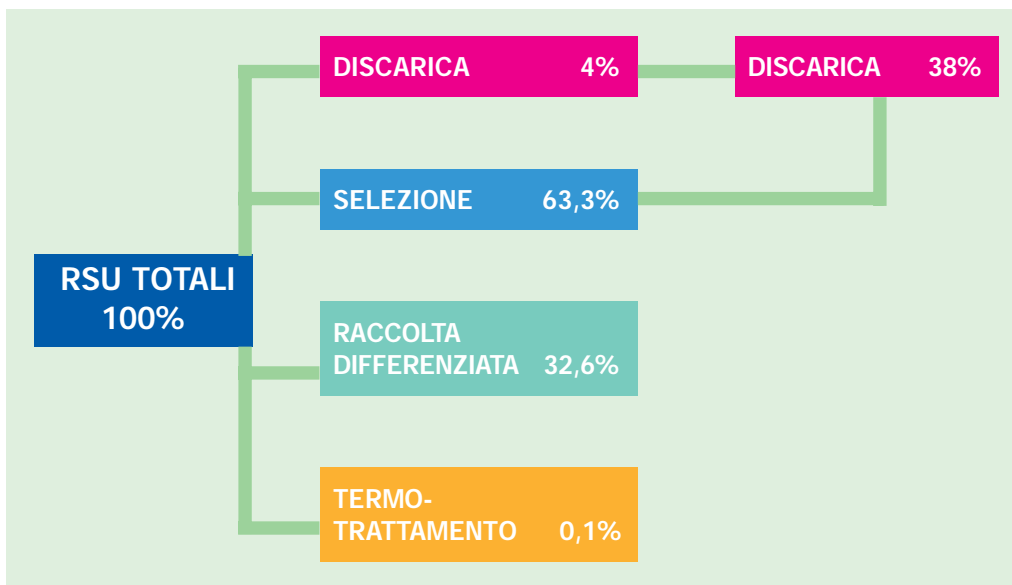 RSU TOTALI
100%
DISCARICA 4%
DISCARICA 38%
SELEZIONE 63,3%
RACCOLTA
DIFFERENZIATA 32,6%
TERMO-
TRATTAMENTO 0,1%